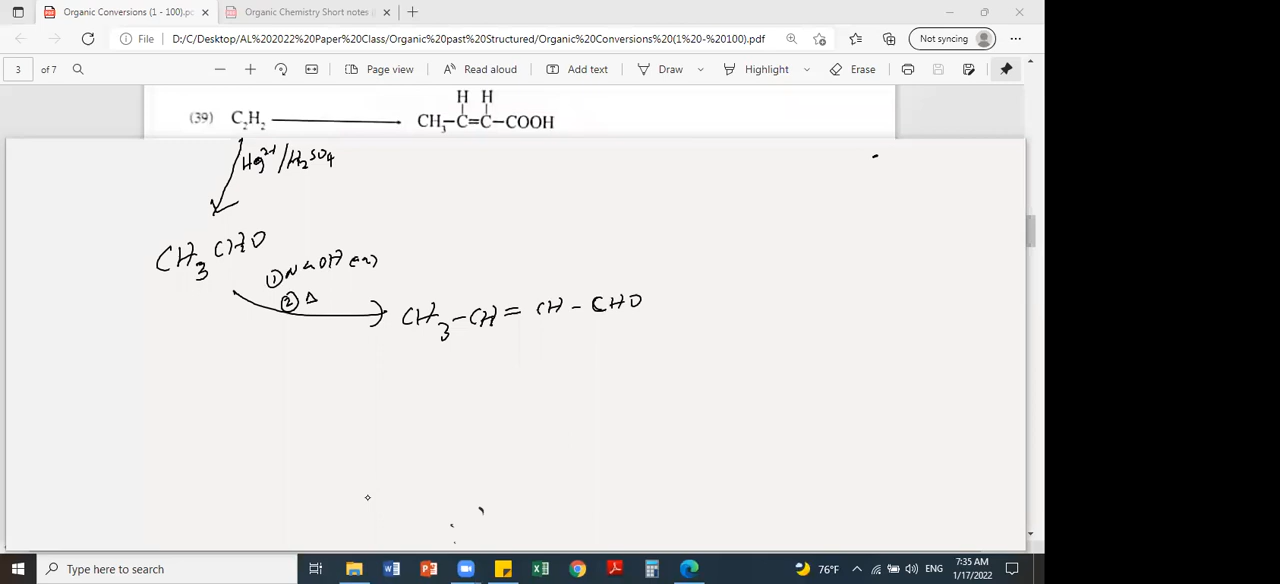 Organic Conversions (1 - 100).pc
Organic Chemistry Short notes (
File
D:/C/Desktop/AL%202022%20Paper%20Class/Organic%20past%20Structured/Organic%20Conversions%20(1%20-%20100).pdf
Not syncing
3 of 7
Page view
Read aloud
Add text
Draw
Highlight
Erase
H H
(39) C₂H₂ ⟶ CH₃-C=C-COOH
Hg²⁺/H₂SO₄
CH₃CHO
① NaOH (aq)
② Δ
CH₃-CH=CH-CHO
Type here to search
76°F
ENG
7:35 AM
1/17/2022